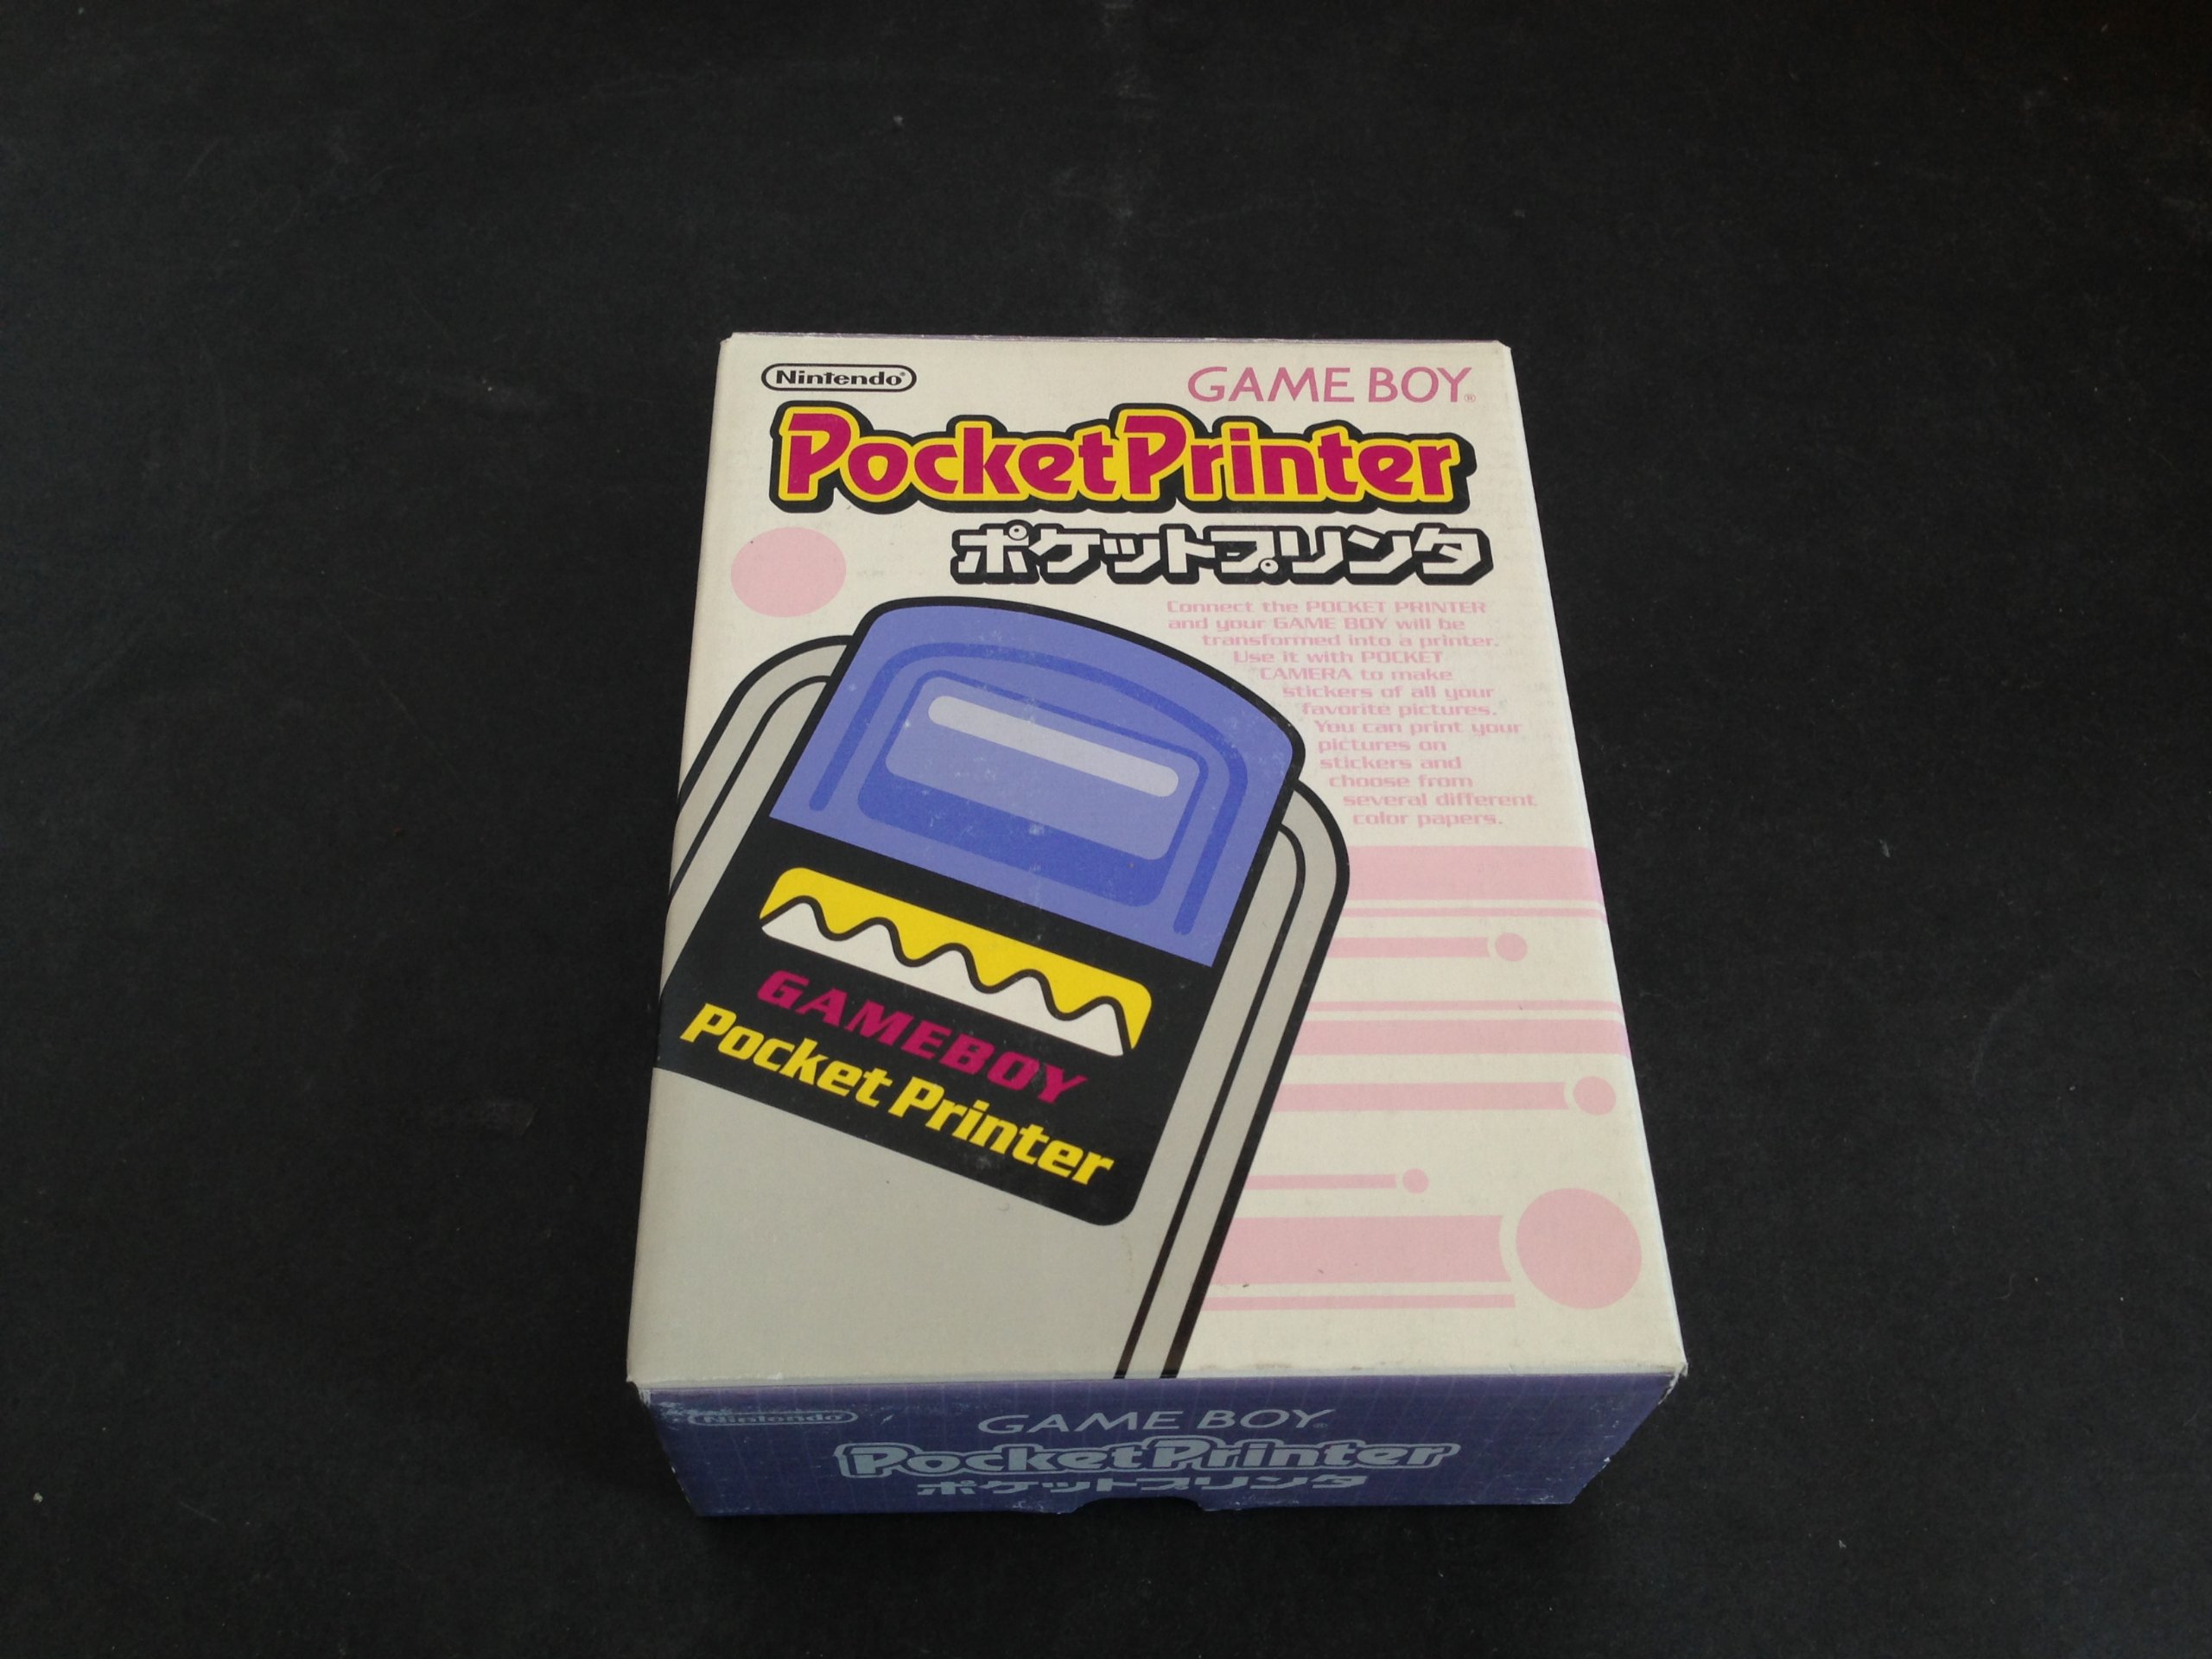 Nintendo®
GAME BOY®
PocketPrinter
ポケットプリンタ
Connect the POCKET PRINTER
and your GAME BOY will be
transformed into a printer.
Use it with POCKET
CAMERA to make
stickers of all your
favorite pictures.
You can print your
pictures on
stickers and
choose from
several different
color papers.
GAMEBOY
Pocket Printer
Nintendo®
GAME BOY®
PocketPrinter
ポケットプリンタ